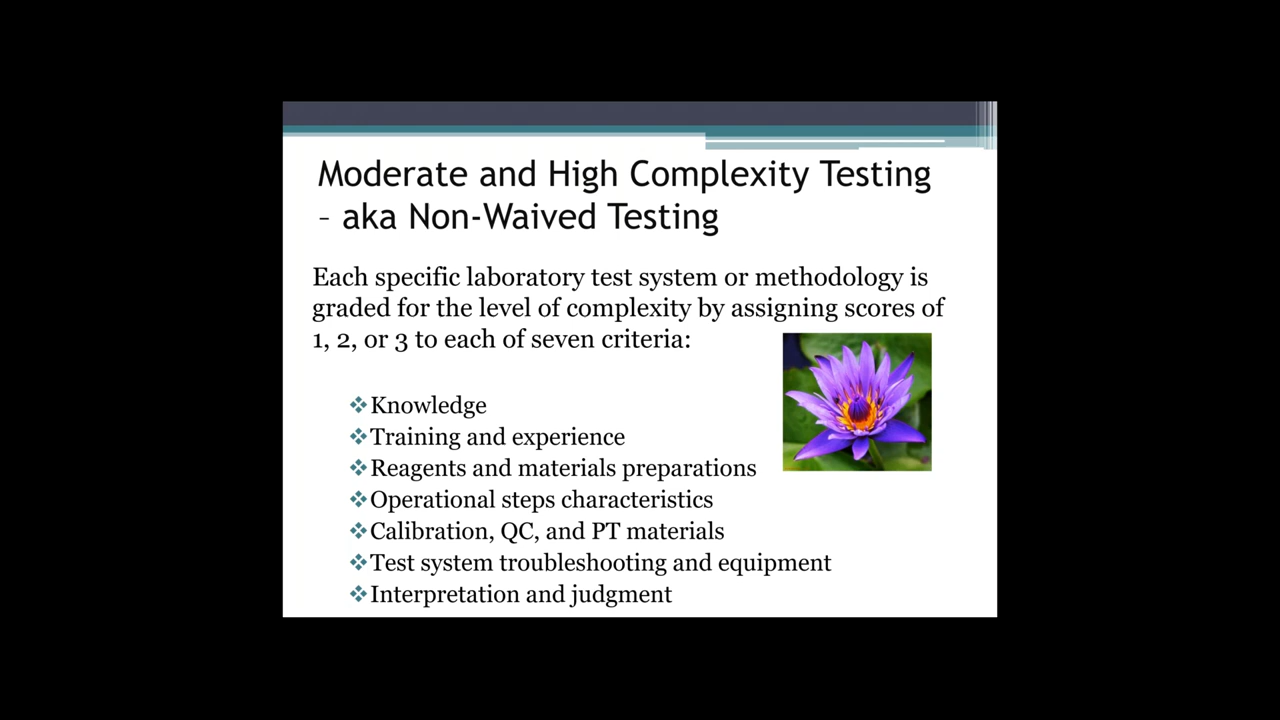 Moderate and High Complexity Testing
– aka Non-Waived Testing
Each specific laboratory test system or methodology is
graded for the level of complexity by assigning scores of
1, 2, or 3 to each of seven criteria:
❖Knowledge
❖Training and experience
❖Reagents and materials preparations
❖Operational steps characteristics
❖Calibration, QC, and PT materials
❖Test system troubleshooting and equipment
❖Interpretation and judgment